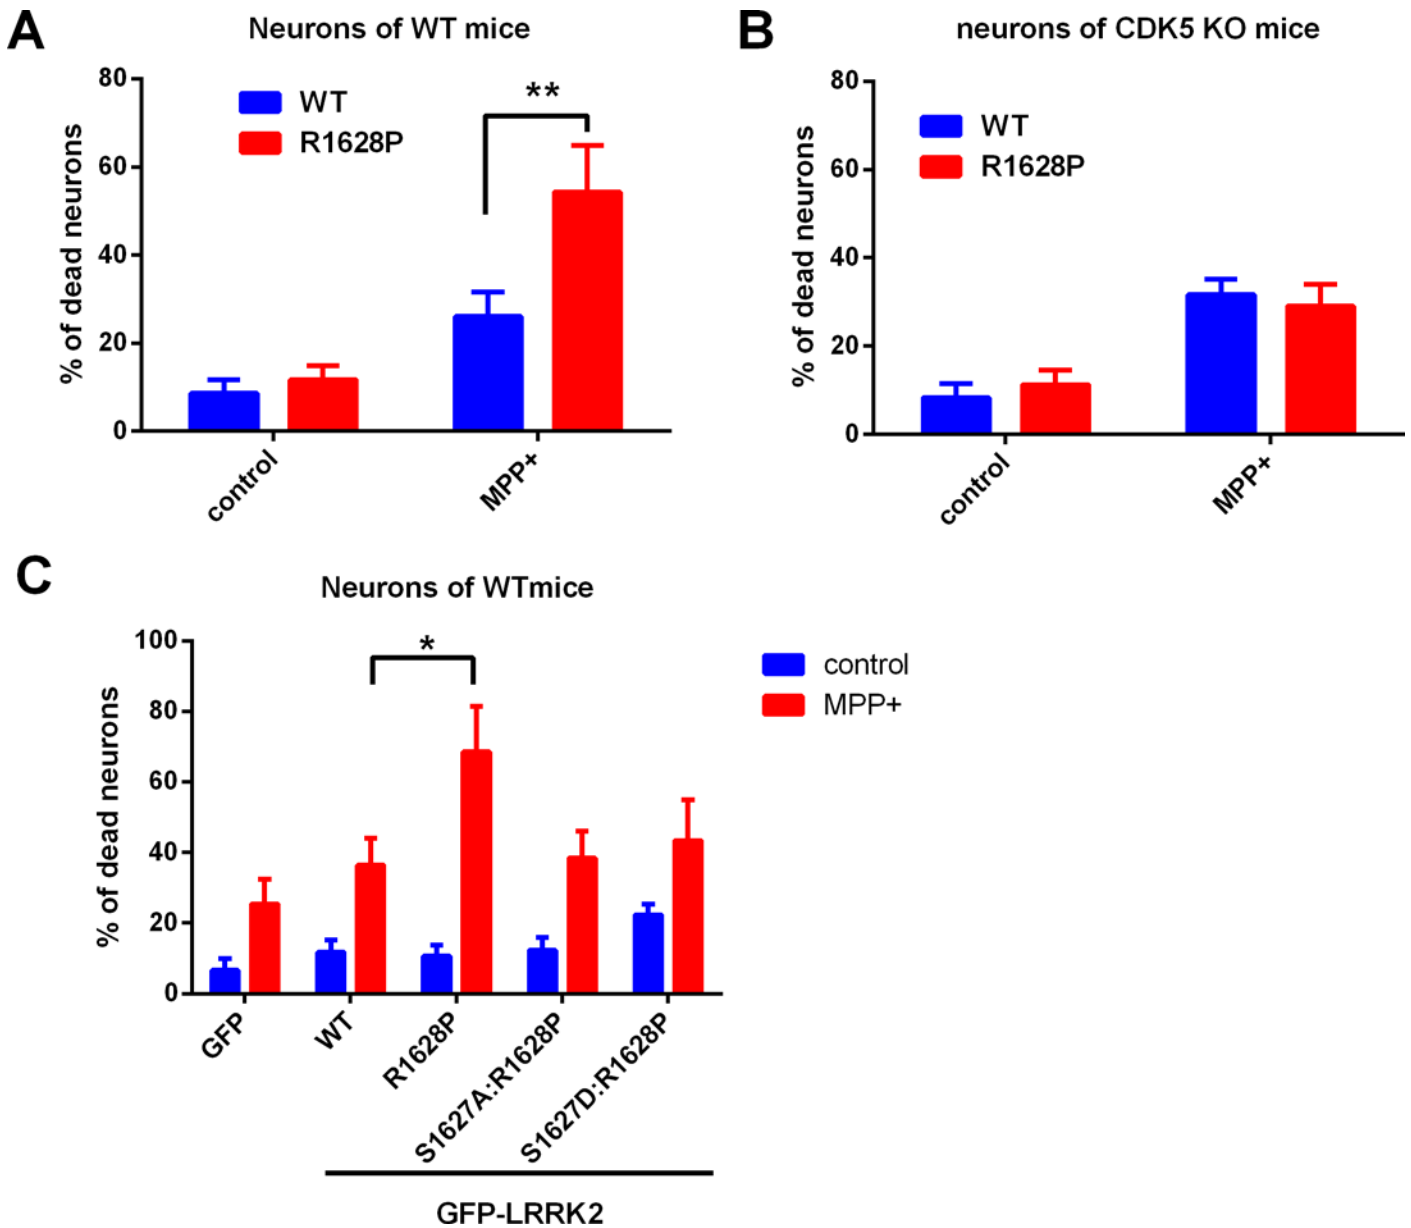 A
Neurons of WT mice
80
60
40
20
0
% of dead neurons
WT
R1628P
**
control
MPP+
B
neurons of CDK5 KO mice
80
60
40
20
0
% of dead neurons
WT
R1628P
control
MPP+
C
Neurons of WTmice
100
80
60
40
20
0
% of dead neurons
*
control
MPP+
GFP
WT
R1628P
S1627A:R1628P
S1627D:R1628P
GFP-LRRK2